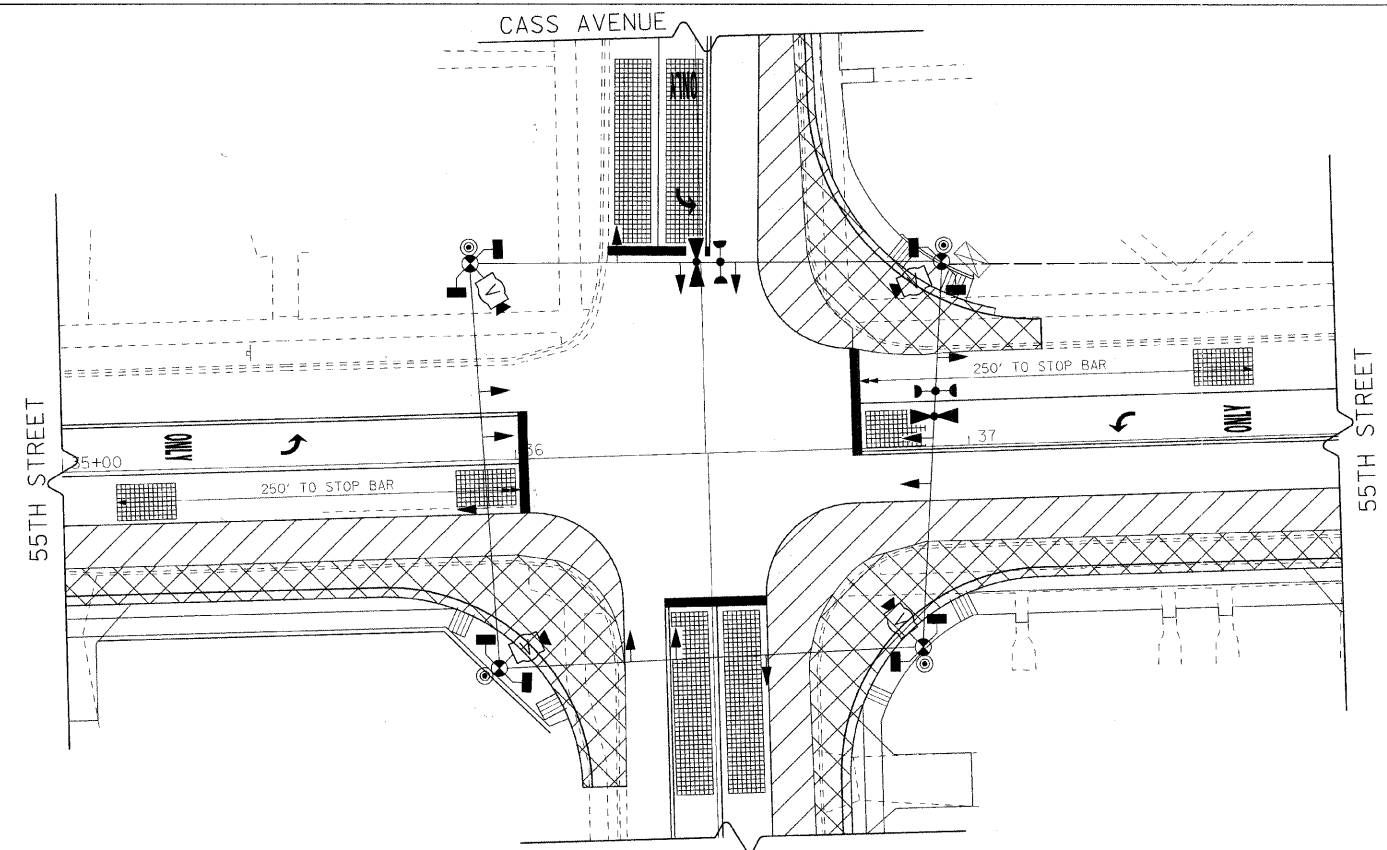 CASS AVENUE
ONLY
250' TO STOP BAR
55TH STREET
55TH STREET
ONLY
ONLY
36
37
35+00
250' TO STOP BAR
V
V
V
V